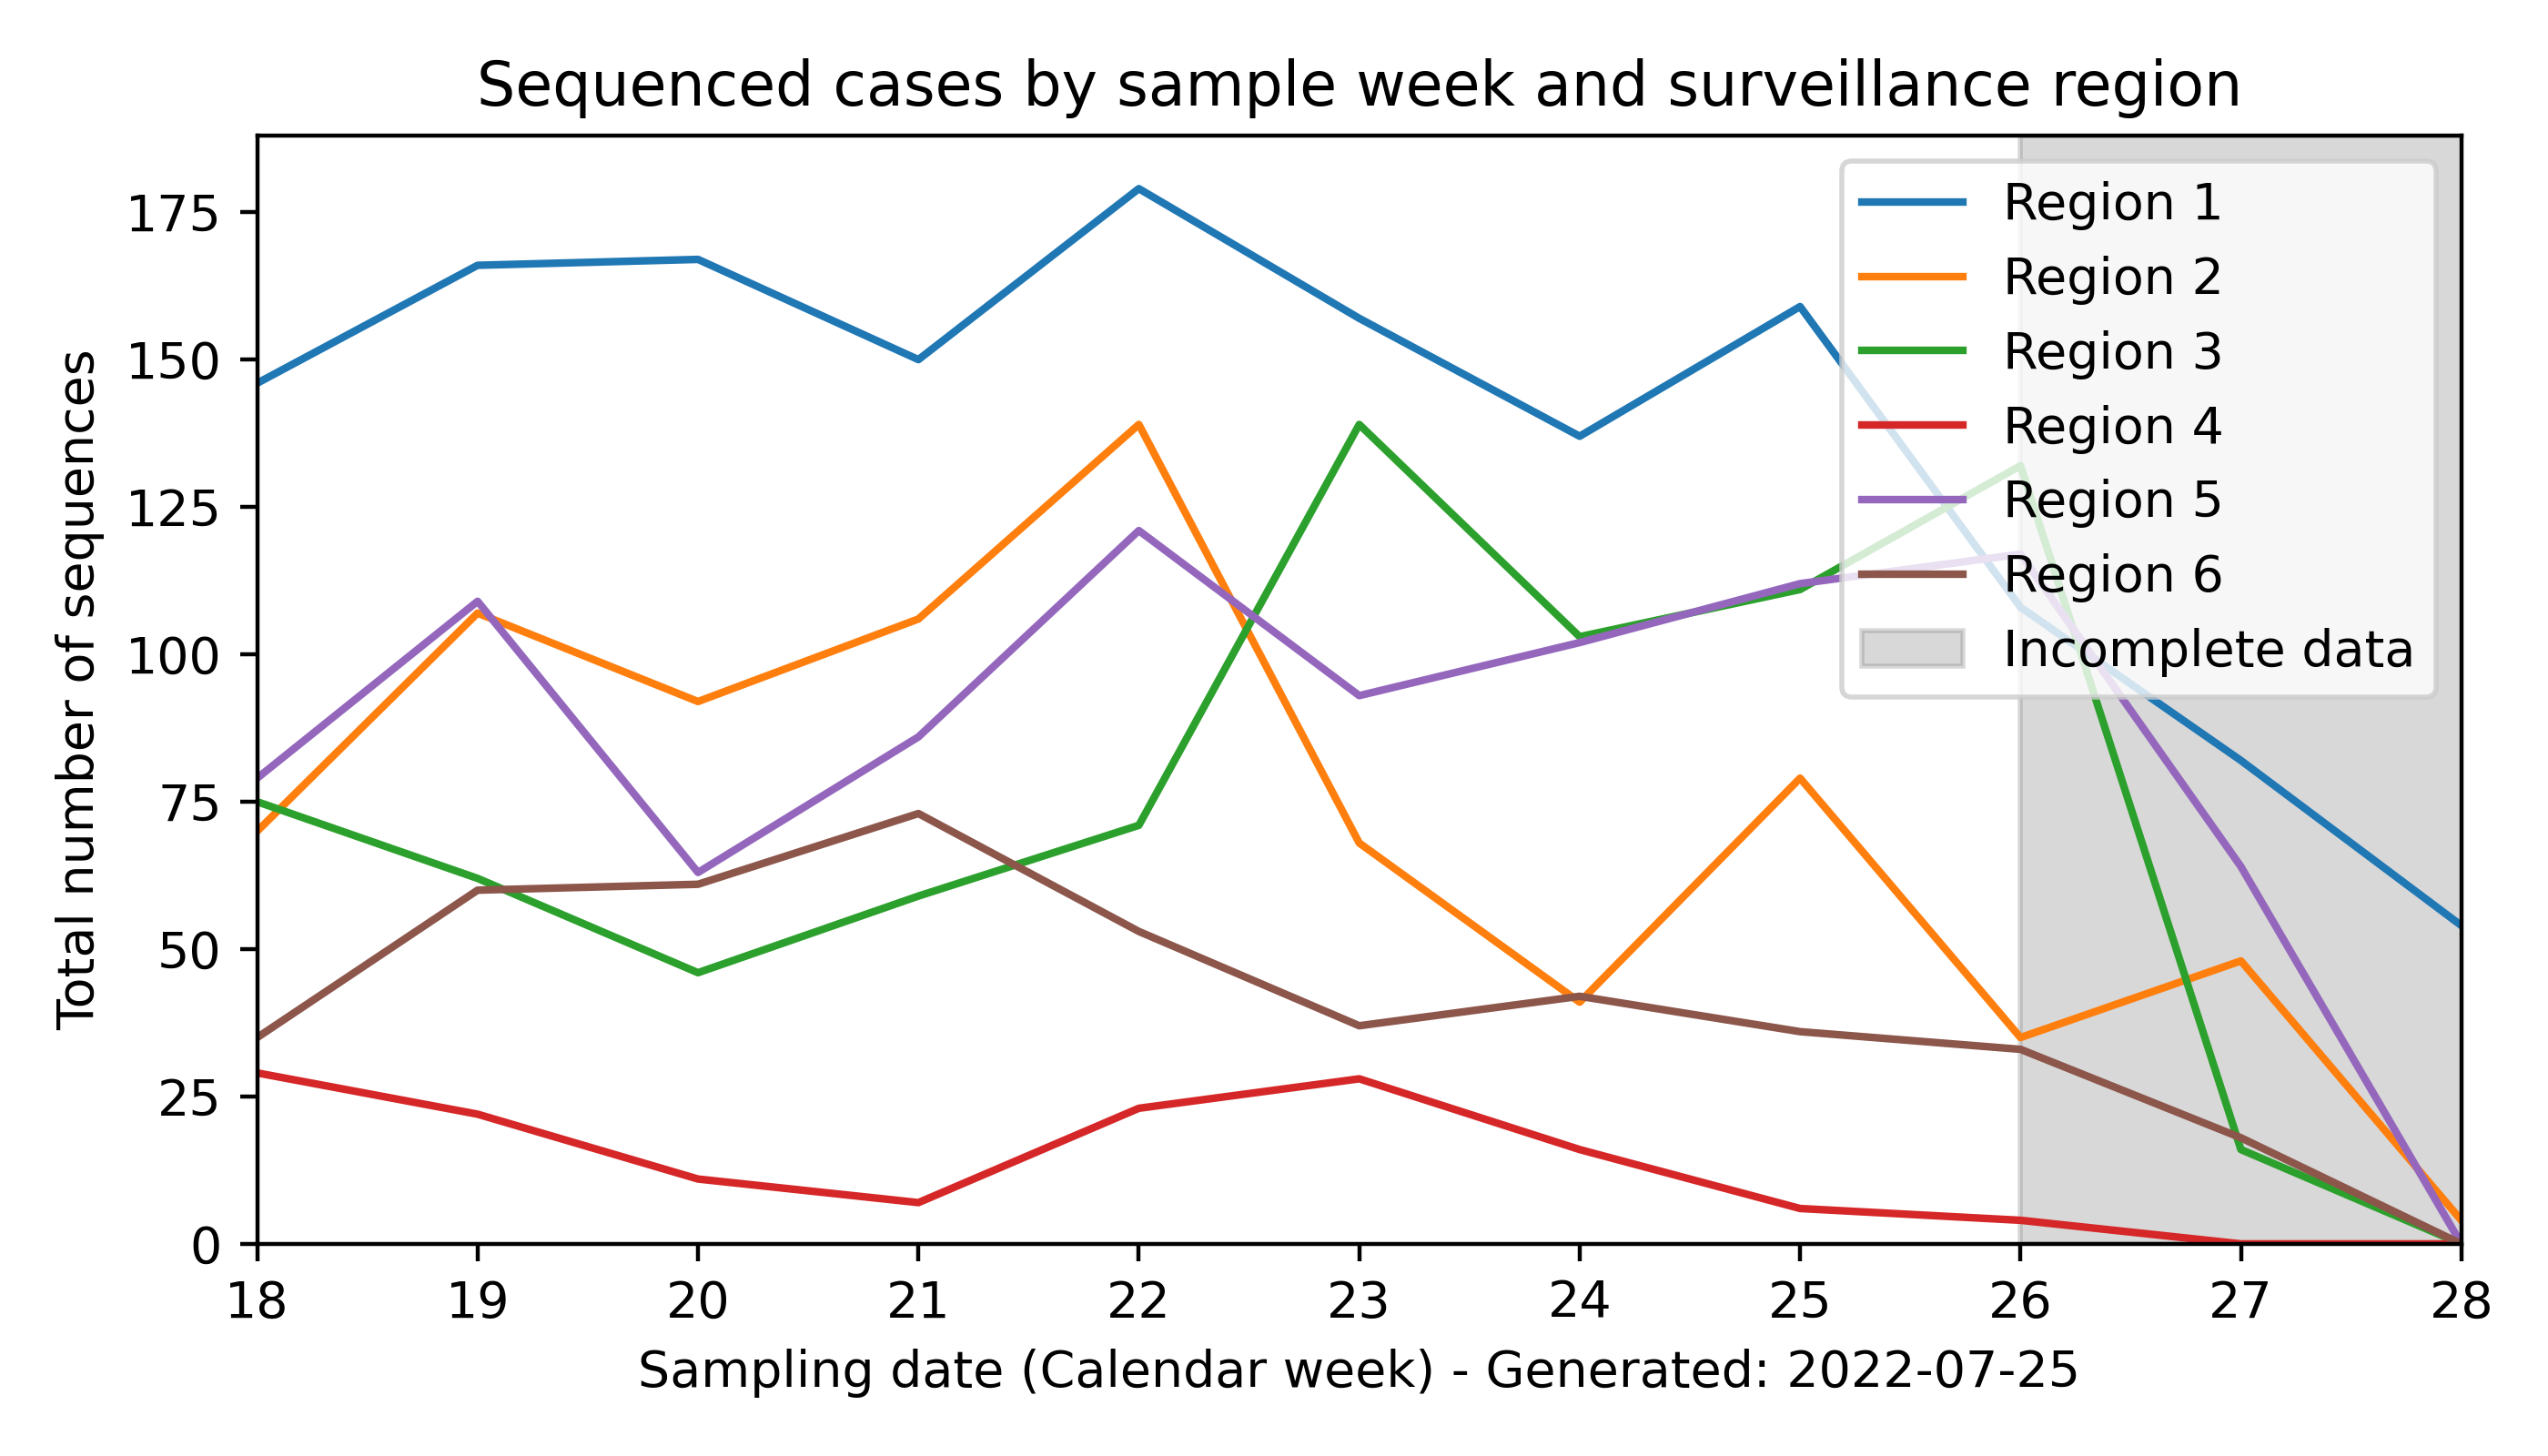 Sequenced cases by sample week and surveillance region
Total number of sequences
175
150
125
100
75
50
25
0
Region 1
Region 2
Region 3
Region 4
Region 5
Region 6
Incomplete data
18 19 20 21 22 23 24 25 26 27 28
Sampling date (Calendar week) - Generated: 2022-07-25